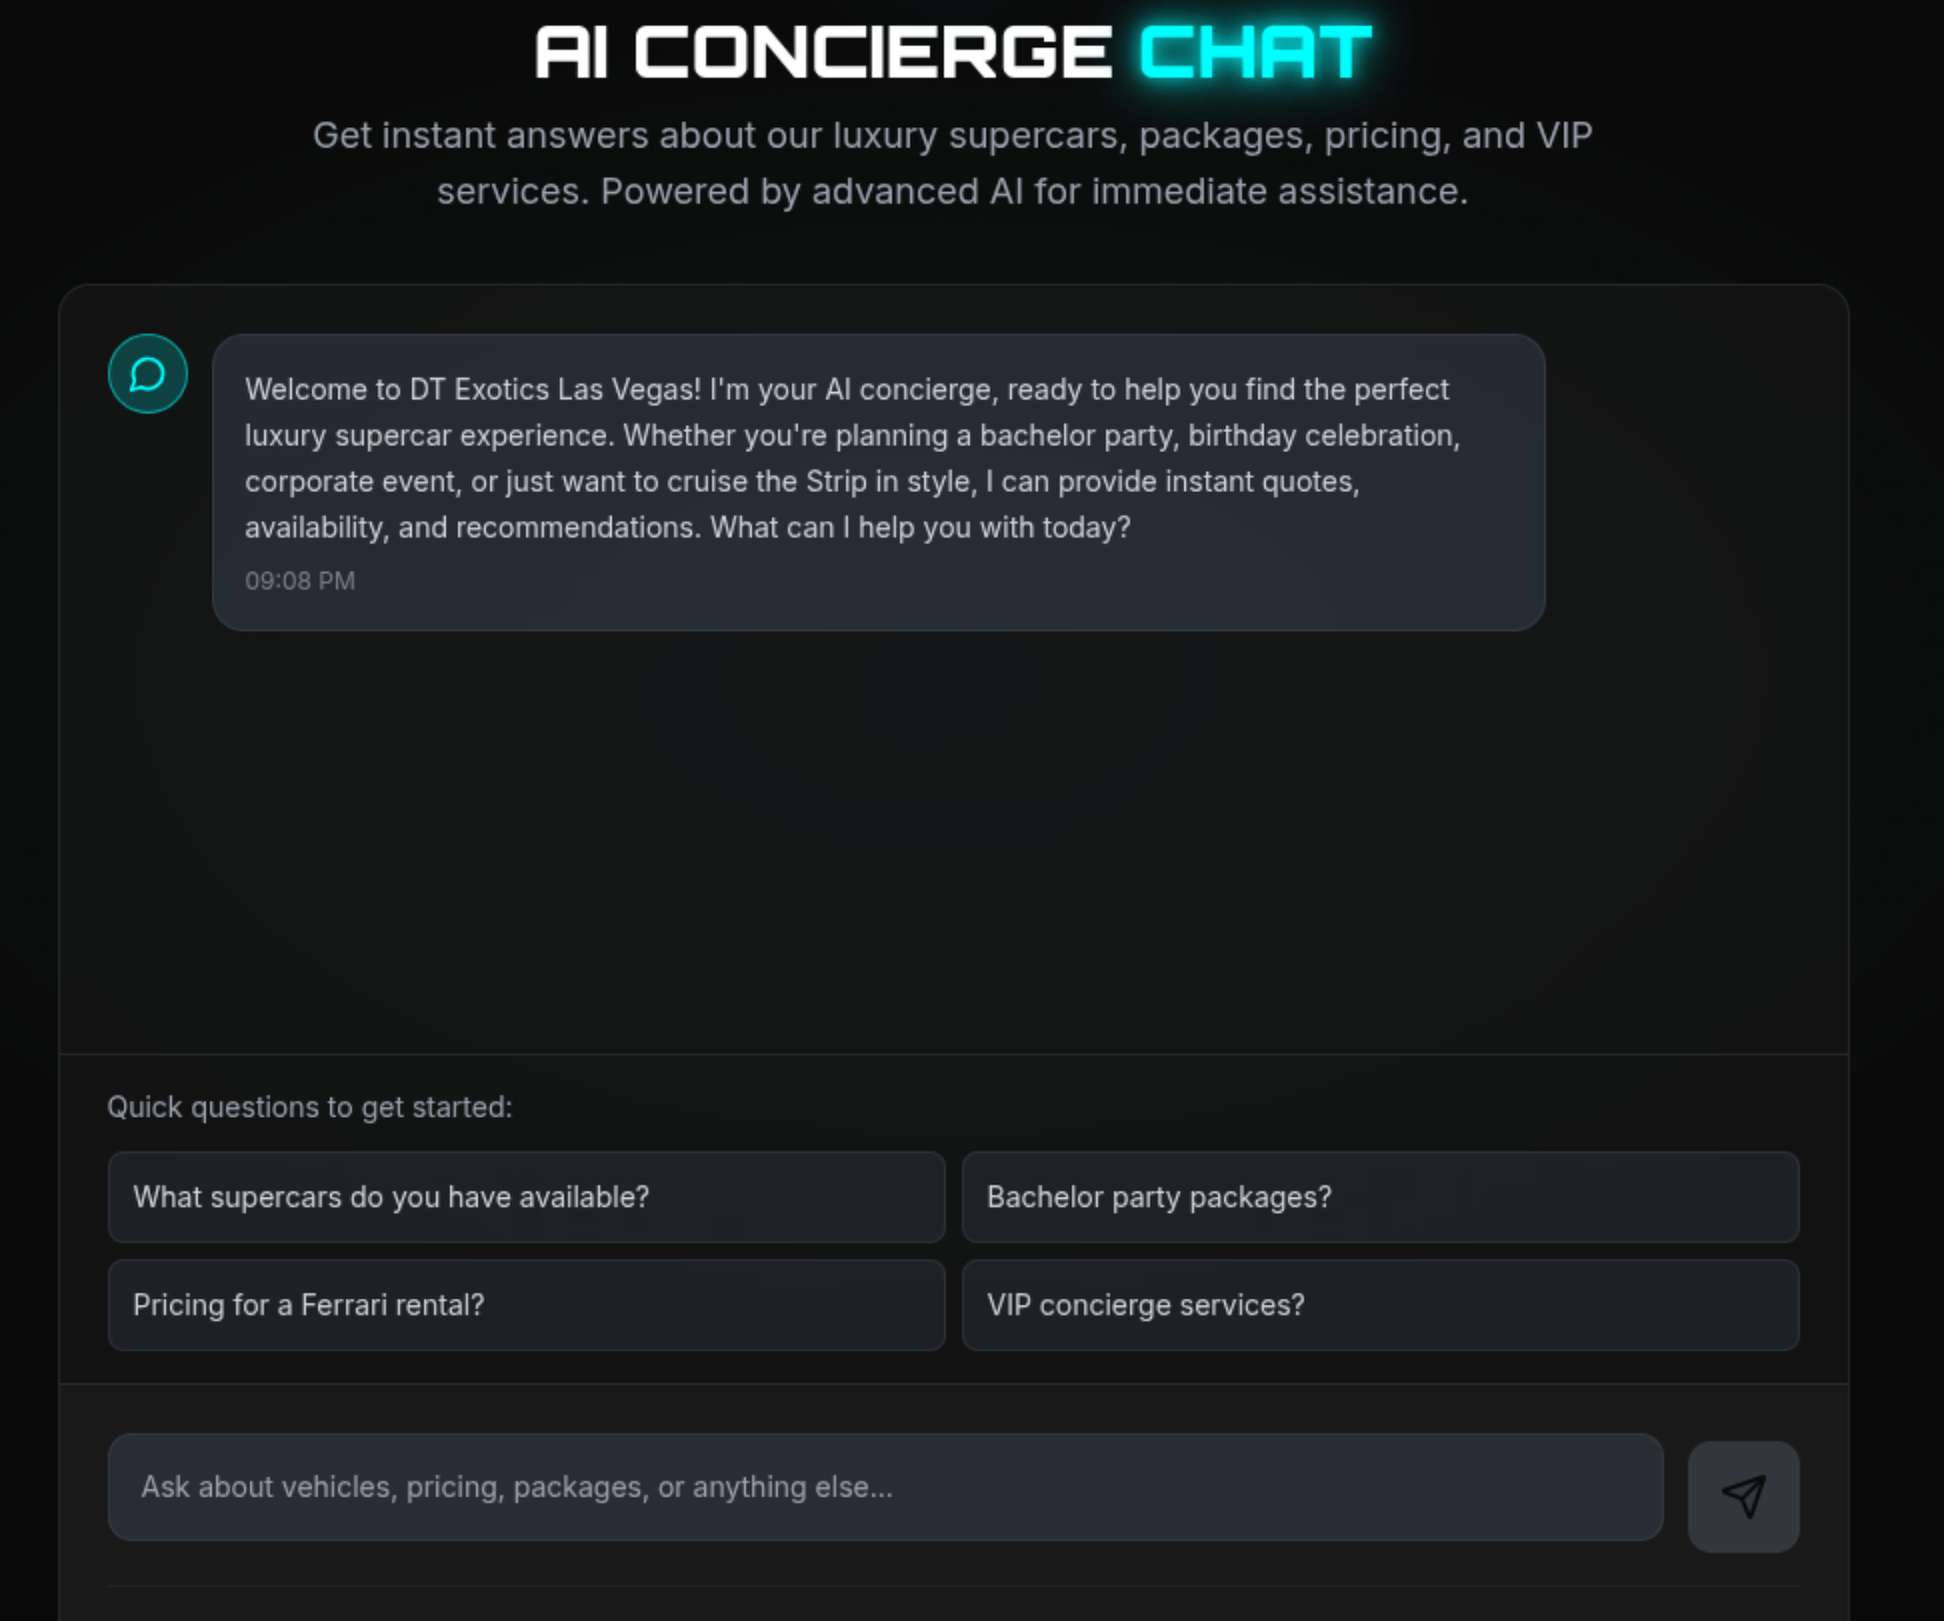 AI CONCIERGE CHAT
Get instant answers about our luxury supercars, packages, pricing, and VIP
services. Powered by advanced AI for immediate assistance.
Welcome to DT Exotics Las Vegas! I'm your AI concierge, ready to help you find the perfect
luxury supercar experience. Whether you're planning a bachelor party, birthday celebration,
corporate event, or just want to cruise the Strip in style, I can provide instant quotes,
availability, and recommendations. What can I help you with today?
09:08 PM
Quick questions to get started:
What supercars do you have available?
Bachelor party packages?
Pricing for a Ferrari rental?
VIP concierge services?
Ask about vehicles, pricing, packages, or anything else...